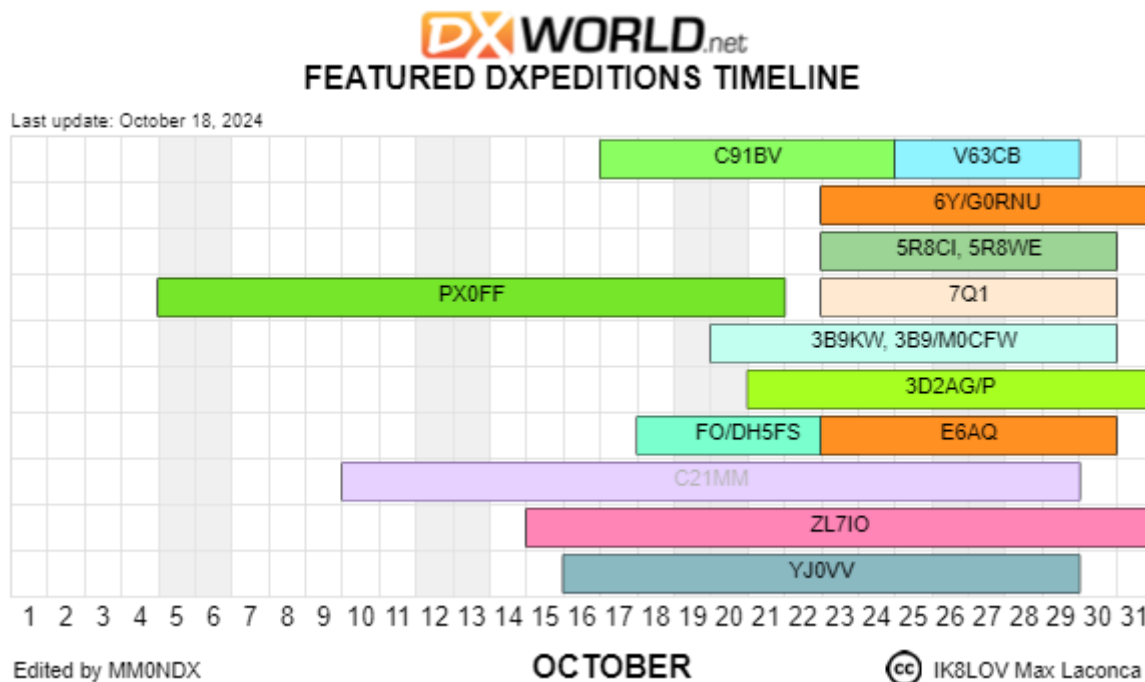 DX WORLD.net
FEATURED DXPEDITIONS TIMELINE
Last update: October 18, 2024
C91BV V63CB
6Y/G0RNU
5R8CI, 5R8WE
PX0FF 7Q1
3B9KW, 3B9/M0CFW
3D2AG/P
FO/DH5FS E6AQ
C21MM
ZL7IO
YJ0VV
1 2 3 4 5 6 7 8 9 10 11 12 13 14 15 16 17 18 19 20 21 22 23 24 25 26 27 28 29 30 31
Edited by MM0NDX OCTOBER cc IK8LOV Max Laconca